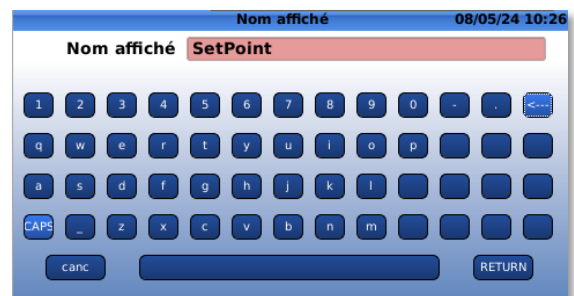 Nom affiché 08/05/24 10:26
Nom affiché SetPoint
1 2 3 4 5 6 7 8 9 0 - . <---
q w e r t y u i o p
a s d f g h j k l
CAPS _ z x c v b n m
canc RETURN